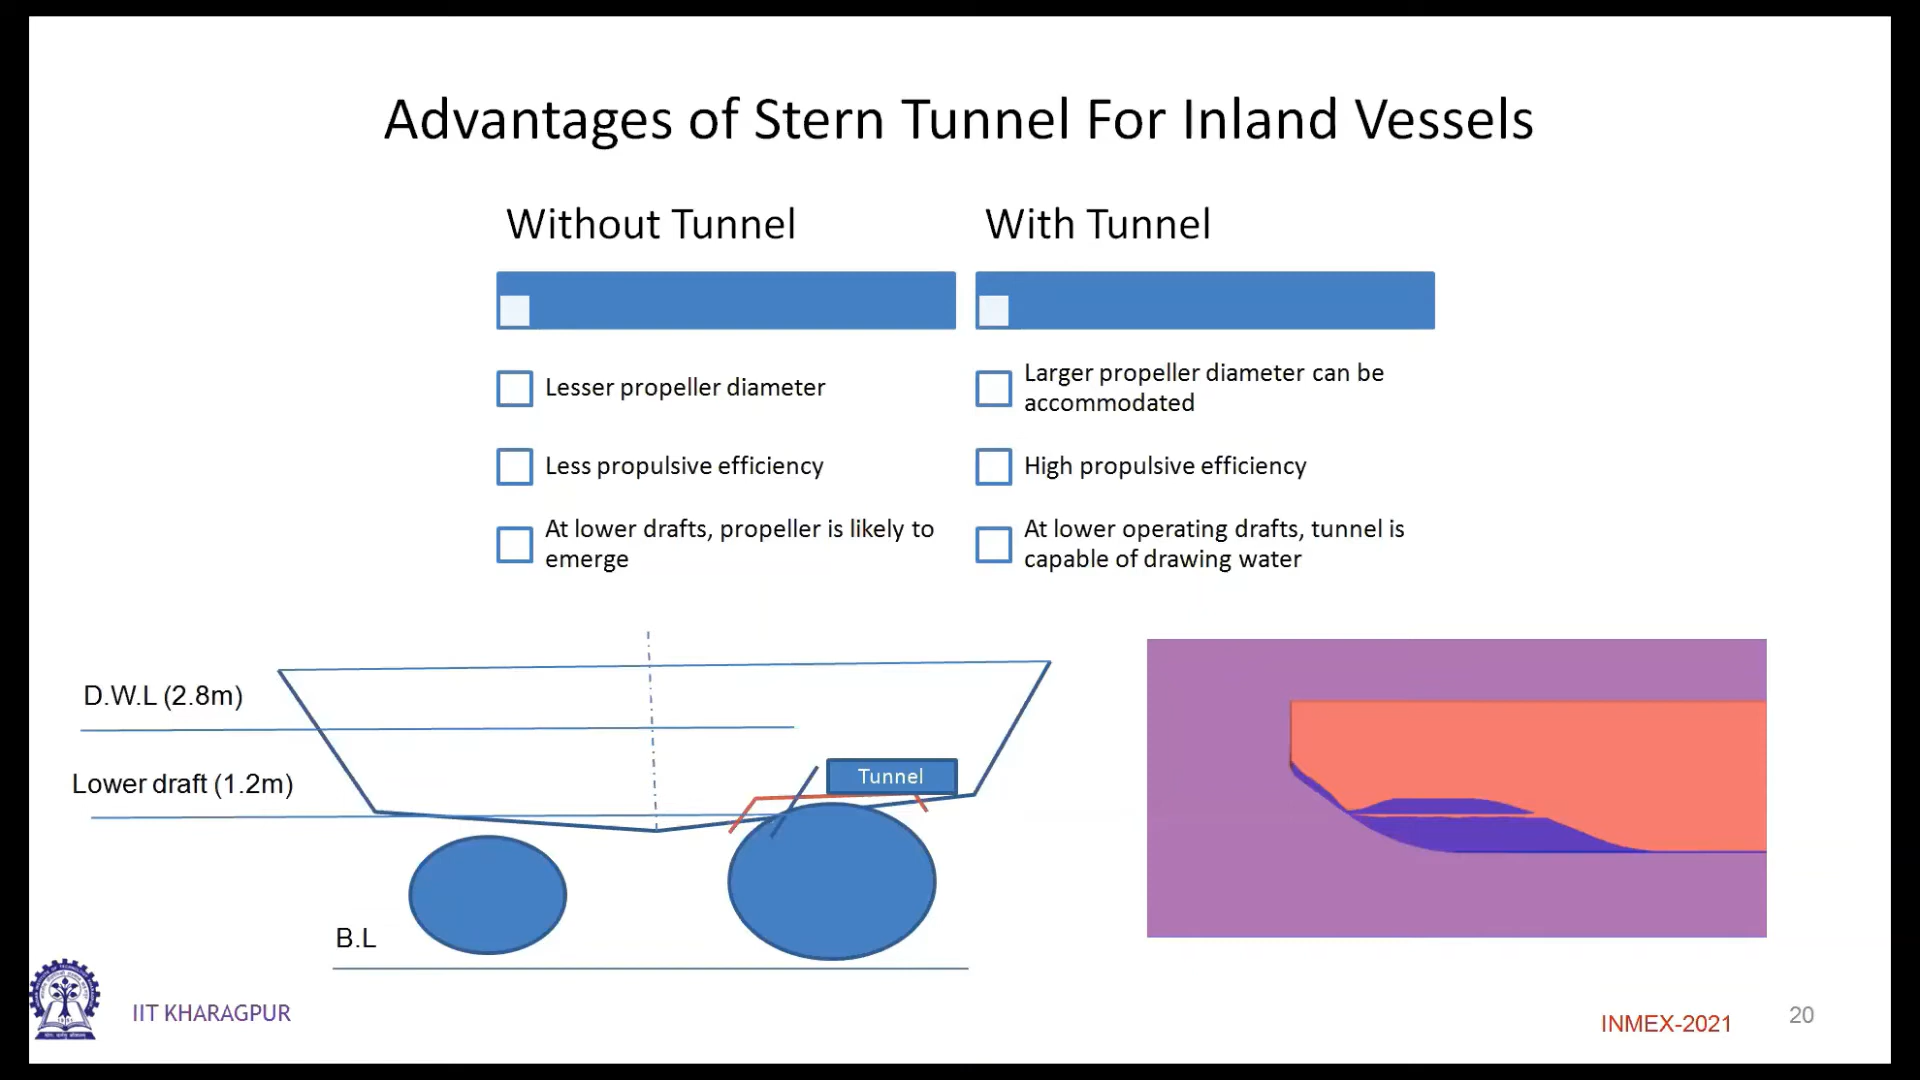 Advantages of Stern Tunnel For Inland Vessels
Without Tunnel
Lesser propeller diameter
Less propulsive efficiency
At lower drafts, propeller is likely to
emerge
With Tunnel
Larger propeller diameter can be
accommodated
High propulsive efficiency
At lower operating drafts, tunnel is
capable of drawing water
D.W.L (2.8m)
Lower draft (1.2m)
Tunnel
B.L
IIT KHARAGPUR
INMEX-2021
20